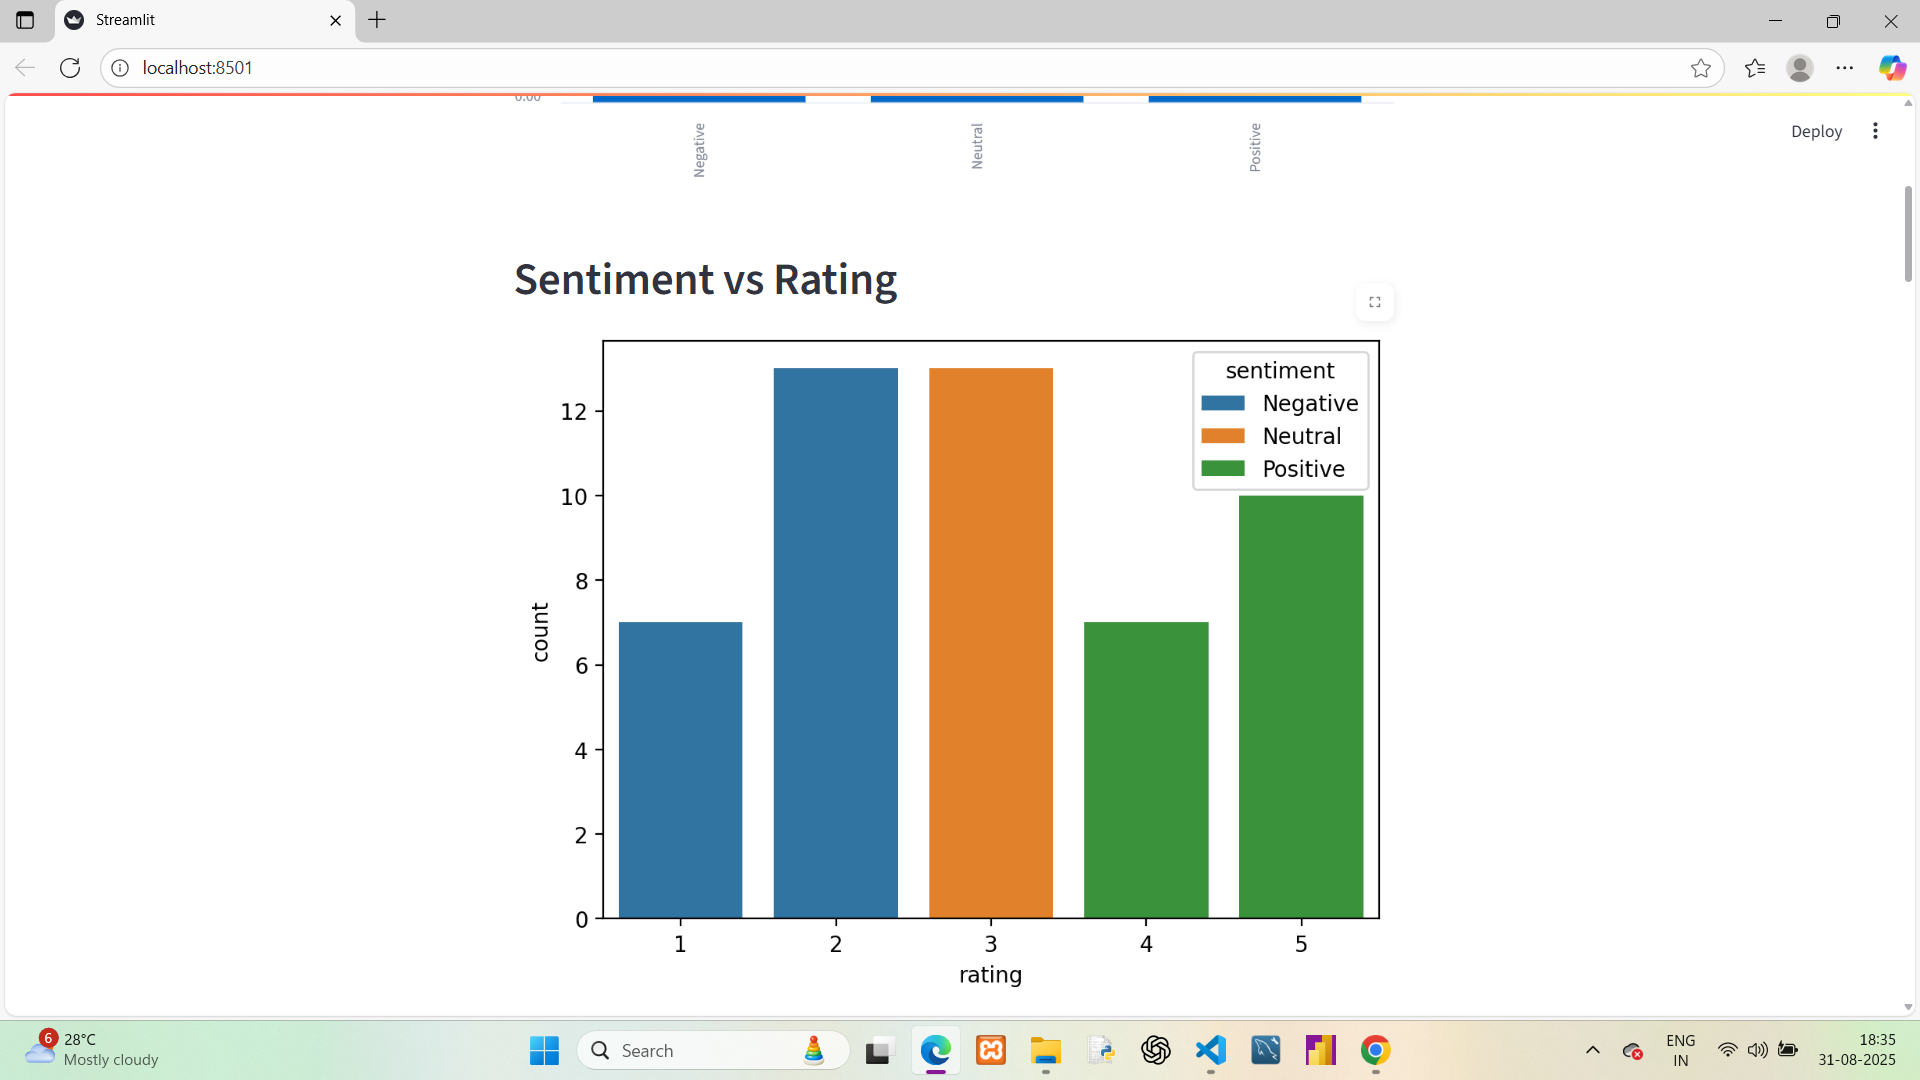 Streamlit
localhost:8501
0.00
Negative
Neutral
Positive
Deploy
Sentiment vs Rating
sentiment
Negative
Neutral
Positive
12
10
8
6
4
2
0
count
1 2 3 4 5
rating
6
28°C
Mostly cloudy
Search
ENG
IN
18:35
31-08-2025